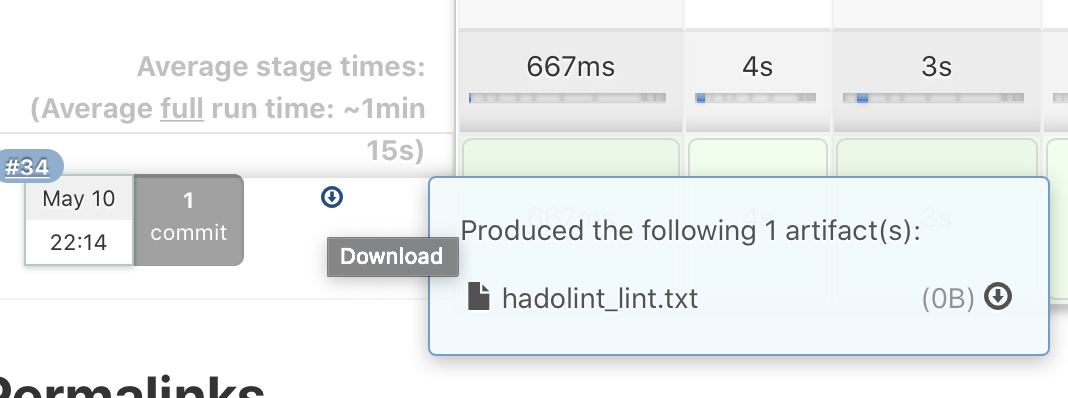 Average stage times:
(Average full run time: ~1min
15s)
667ms
4s
3s
#34
May 10
22:14
1
commit
Download
Produced the following 1 artifact(s):
hadolint_lint.txt
(0B)
Permalinks